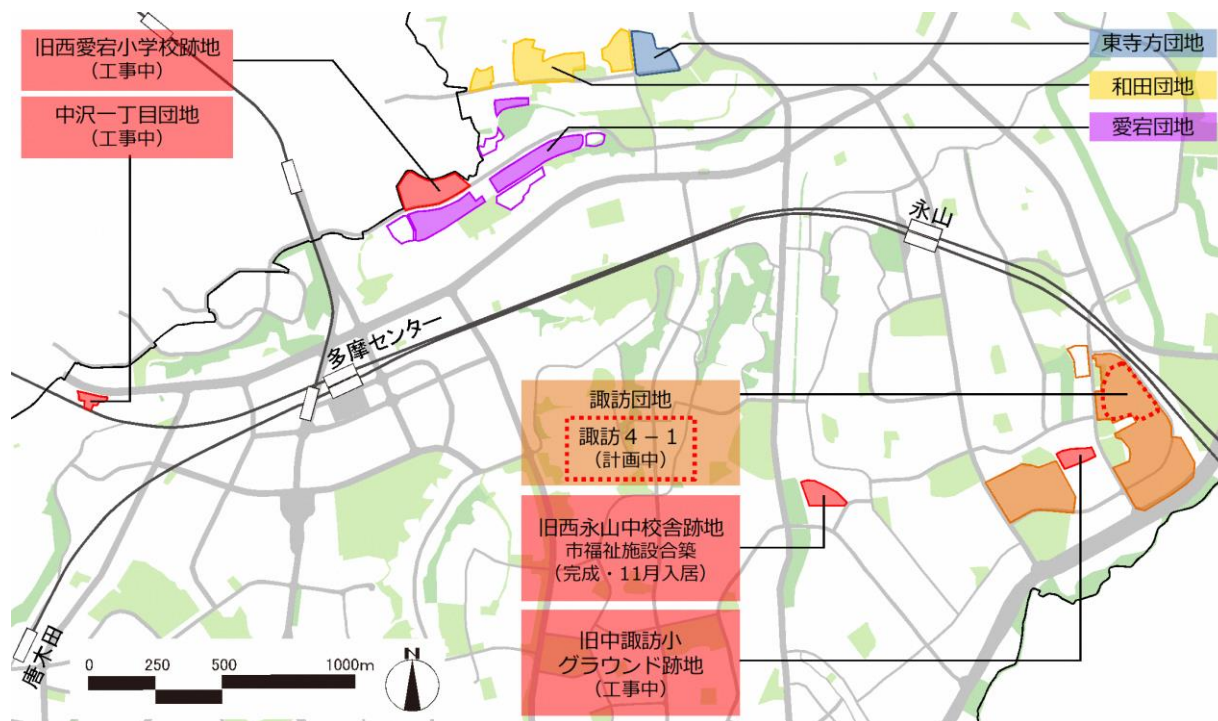 旧西愛宕小学校跡地
(工事中)
中沢一丁目団地
(工事中)
東寺方団地
和田団地
愛宕団地
永山
多摩センター
諏訪団地
諏訪4-1
(計画中)
旧西永山中校舎跡地
市福祉施設合築
(完成・11月入居)
旧中諏訪小
グラウンド跡地
(工事中)
唐木田
0 250 500 1000m
N